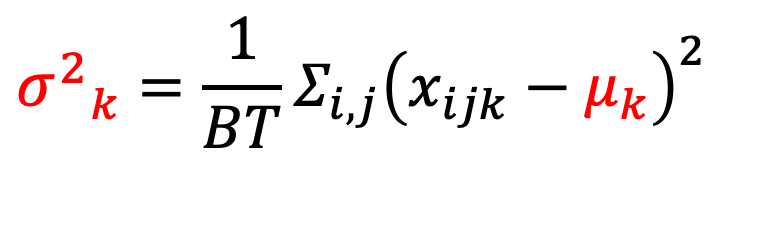 σ²ₖ = 1/BT Σᵢ,ⱼ(xᵢⱼₖ − μₖ)²